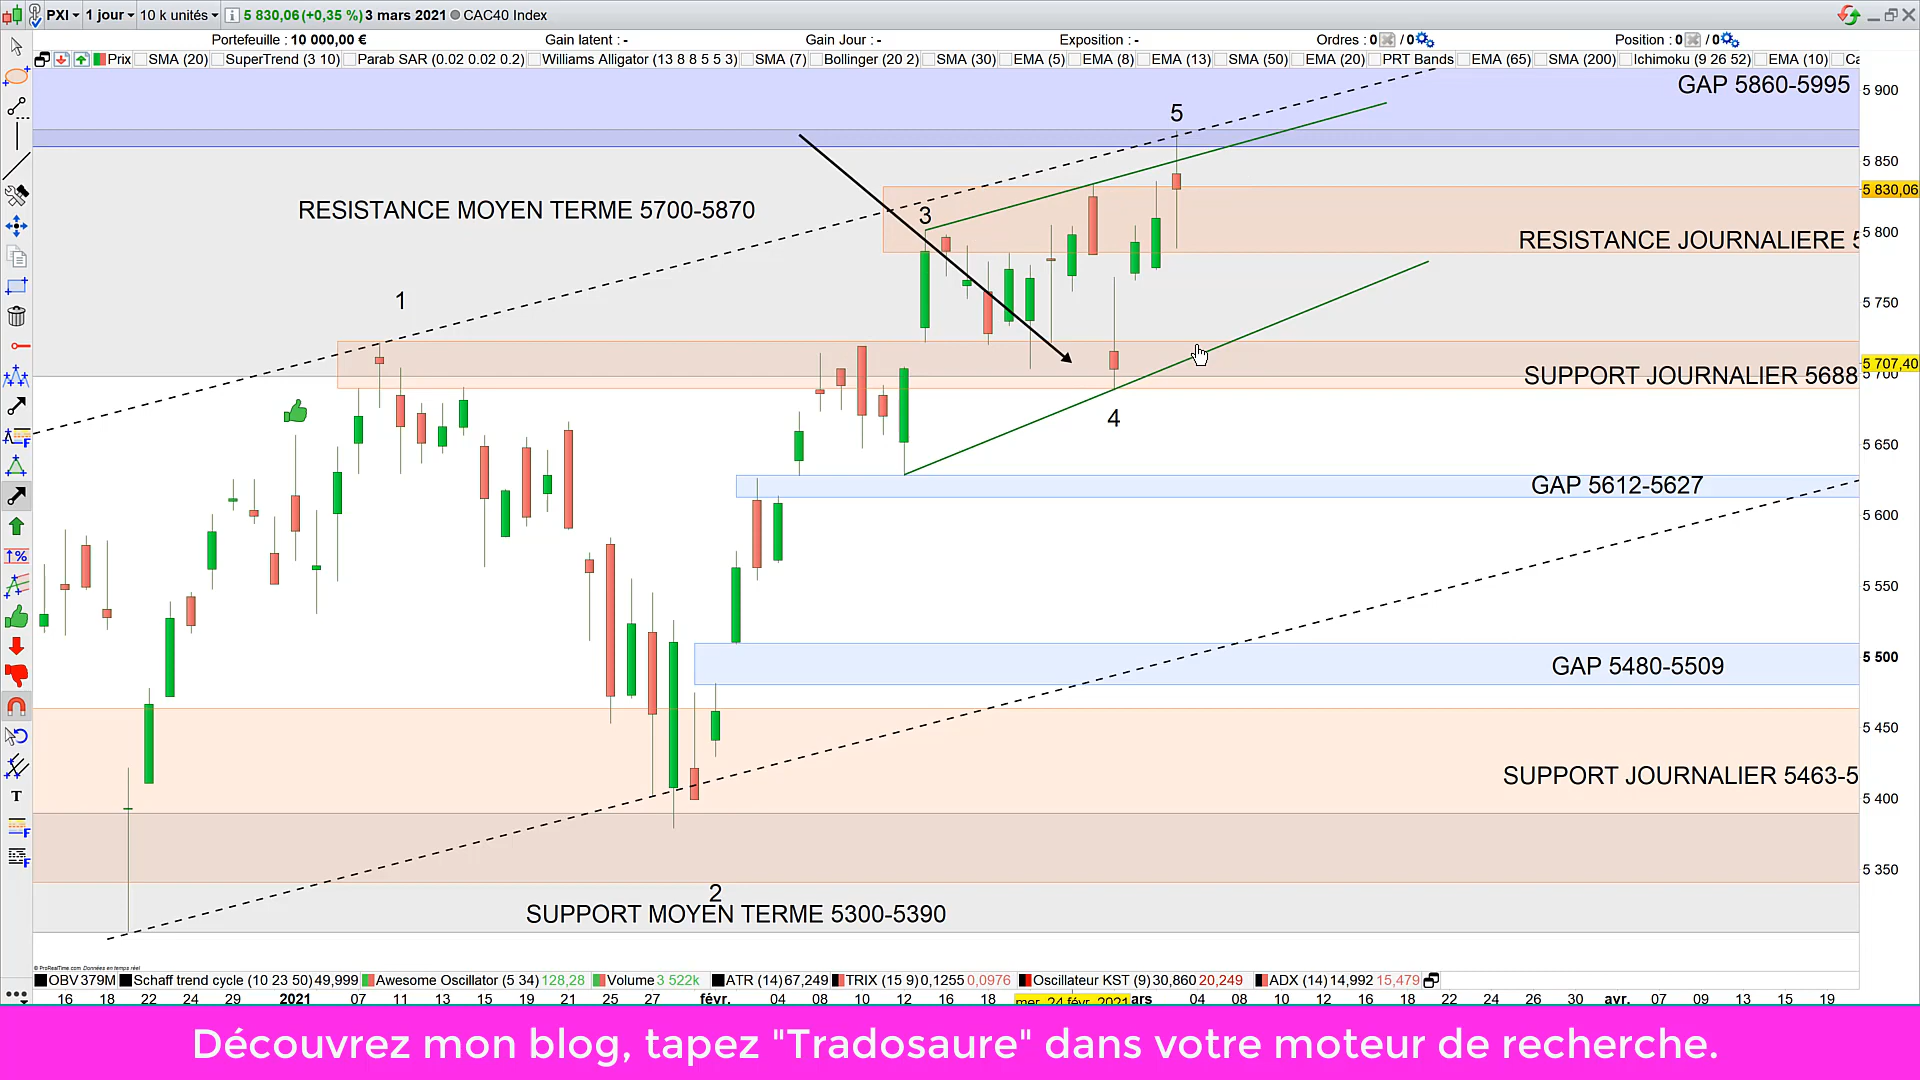 PXI 1 jour 10 k unités 5 830,06 (+0,35 %) 3 mars 2021 CAC40 Index
Portefeuille : 10 000,00 € Gain latent : - Gain Jour : - Exposition : - Ordres : 0 / 0 Position : 0 / 0
Prix SMA (20) SuperTrend (3 10) Parab SAR (0.02 0.02 0.2) Williams Alligator (13 8 8 5 5 3) SMA (7) Bollinger (20 2) SMA (30) EMA (5) EMA (8) EMA (13) SMA (50) EMA (20) PRT Bands EMA (65) SMA (200) Ichimoku (9 26 52) EMA (10)
GAP 5860-5995
5 900
5
5 850
5 830,06
RESISTANCE MOYEN TERME 5700-5870
3
5 800
RESISTANCE JOURNALIERE
1
5 750
5 707,40
SUPPORT JOURNALIER 5688
5 700
4
5 650
GAP 5612-5627
5 600
5 550
5 500
GAP 5480-5509
5 450
SUPPORT JOURNALIER 5463-5
T
5 400
5 350
2
SUPPORT MOYEN TERME 5300-5390
© ProRealTime.com Données en temps réel
OBV 379M Schaff trend cycle (10 23 50) 49,999 Awesome Oscillator (5 34) 128,28 Volume 3 522k ATR (14) 67,249 TRIX (15 9) 0,1255 0,0976 Oscillateur KST (9) 30,860 20,249 ADX (14) 14,992 15,479
16 18 22 24 29 2021 07 11 13 15 19 21 25 27 févr. 04 08 10 12 16 18 mer. 24 févr. 2021 ars 04 08 10 12 16 18 22 24 26 30 avr. 07 09 13 15 19
Découvrez mon blog, tapez "Tradosaure" dans votre moteur de recherche.